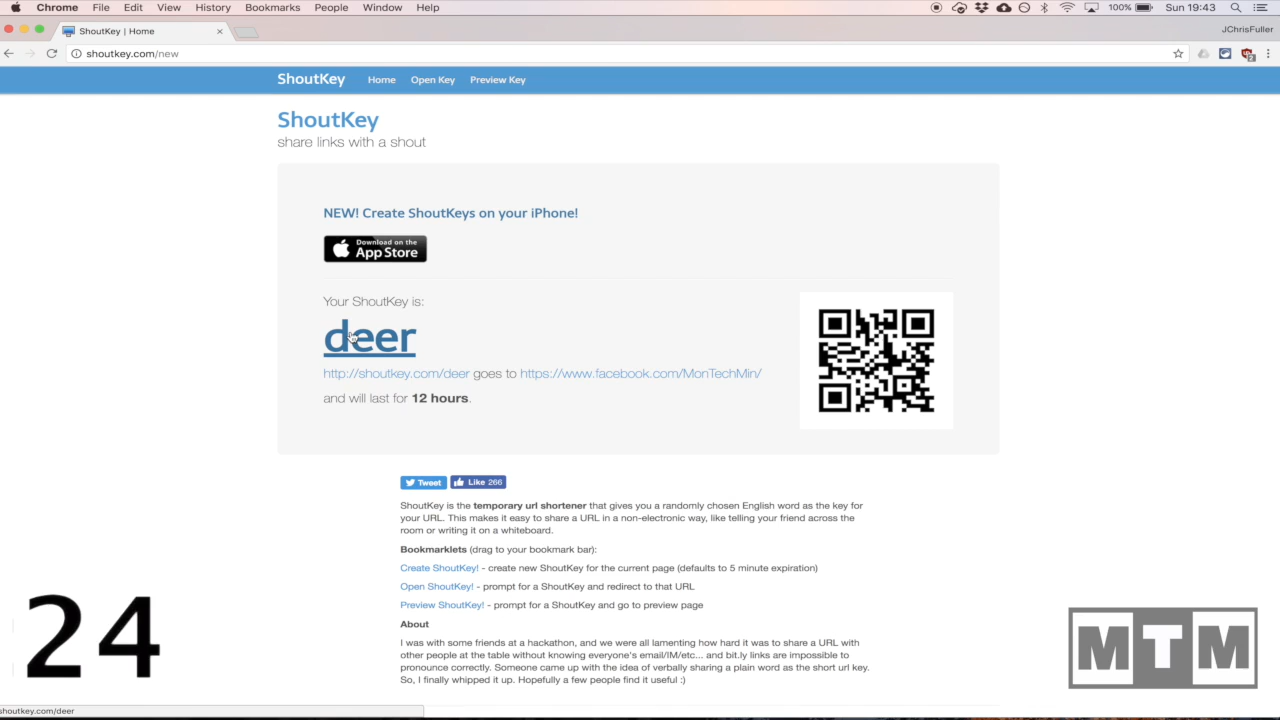 Chrome File Edit View History Bookmarks People Window Help 100% Sun 19:43
ShoutKey | Home JChrisFuller
shoutkey.com/new
ShoutKey Home Open Key Preview Key
ShoutKey
share links with a shout
NEW! Create ShoutKeys on your iPhone!
Download on the
App Store
Your ShoutKey is:
deer
http://shoutkey.com/deer goes to https://www.facebook.com/MonTechMin/
and will last for 12 hours.
Tweet Like 266
ShoutKey is the temporary url shortener that gives you a randomly chosen English word as the key for
your URL. This makes it easy to share a URL in a non-electronic way, like telling your friend across the
room or writing it on a whiteboard.
Bookmarklets (drag to your bookmark bar):
Create ShoutKey! - create new ShoutKey for the current page (defaults to 5 minute expiration)
Open ShoutKey! - prompt for a ShoutKey and redirect to that URL
Preview ShoutKey! - prompt for a ShoutKey and go to preview page
About
I was with some friends at a hackathon, and we were all lamenting how hard it was to share a URL with
other people at the table without knowing everyone's email/IM/etc... and bit.ly links are impossible to
pronounce correctly. Someone came up with the idea of verbally sharing a plain word as the short url key.
So, I finally whipped it up. Hopefully a few people find it useful :)
24
MTM
shoutkey.com/deer